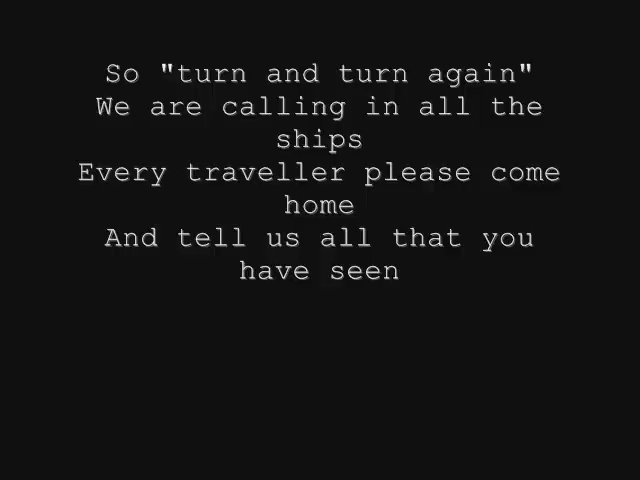 So "turn and turn again"
We are calling in all the
ships
Every traveller please come
home
And tell us all that you
have seen